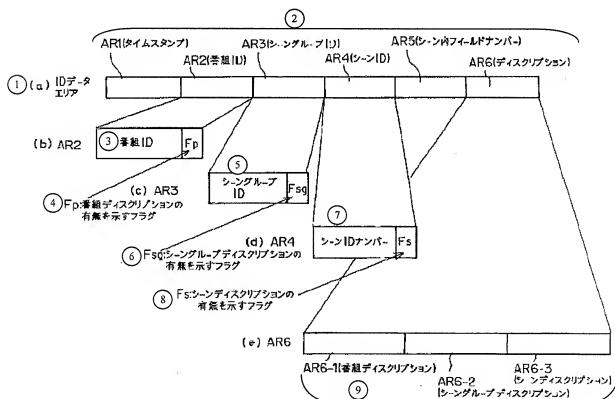 ②
AR1(タイムスタンプ)
AR2(番組ID)
AR3(シーングループID)
AR4(シーンID)
AR5(シーン内フィールドナンバー)
AR6(ディスクリプション)
① (a) IDデータ
エリア
(b) AR2
③ 番組ID Fp
④ Fp:番組ディスクリプションの
有無を示すフラグ
(c) AR3
⑤
シーングループ
ID Fsg
⑥ Fsg:シーングループディスクリプションの
有無を示すフラグ
(d) AR4
⑦
シーンIDナンバー Fs
⑧ Fs:シーンディスクリプションの
有無を示すフラグ
(e) AR6
AR6-1(番組ディスクリプション)
AR6-2
(シーングループディスクリプション)
AR6-3
(シーンディスクリプション)
⑨